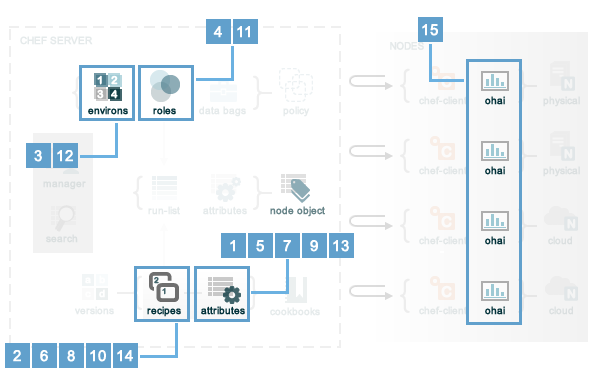 4 11
15
CHEF SERVER
NODES
1 2
3 4
environs
roles
data bags
policy
chef-client
ohai
physical
N
C
3 12
manager
search
run-list
attributes
node object
chef-client
ohai
physical
N
C
chef-client
ohai
cloud
N
C
1 5 7 9 13
versions
2
1
recipes
attributes
cookbooks
chef-client
ohai
cloud
N
C
2 6 8 10 14